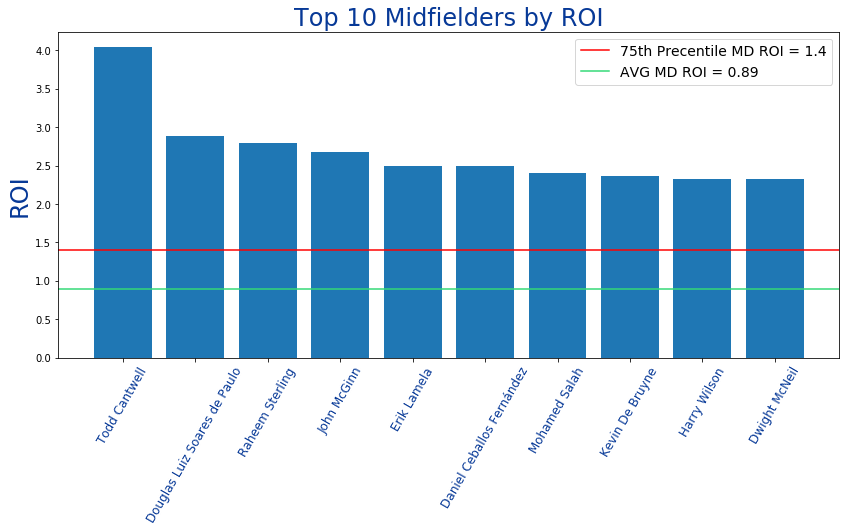 Top 10 Midfielders by ROI
75th Precentile MD ROI = 1.4
AVG MD ROI = 0.89
ROI
4.0
3.5
3.0
2.5
2.0
1.5
1.0
0.5
0.0
Todd Cantwell
Douglas Luiz Soares de Paulo
Raheem Sterling
John McGinn
Erik Lamela
Daniel Ceballos Fernández
Mohamed Salah
Kevin De Bruyne
Harry Wilson
Dwight McNeil